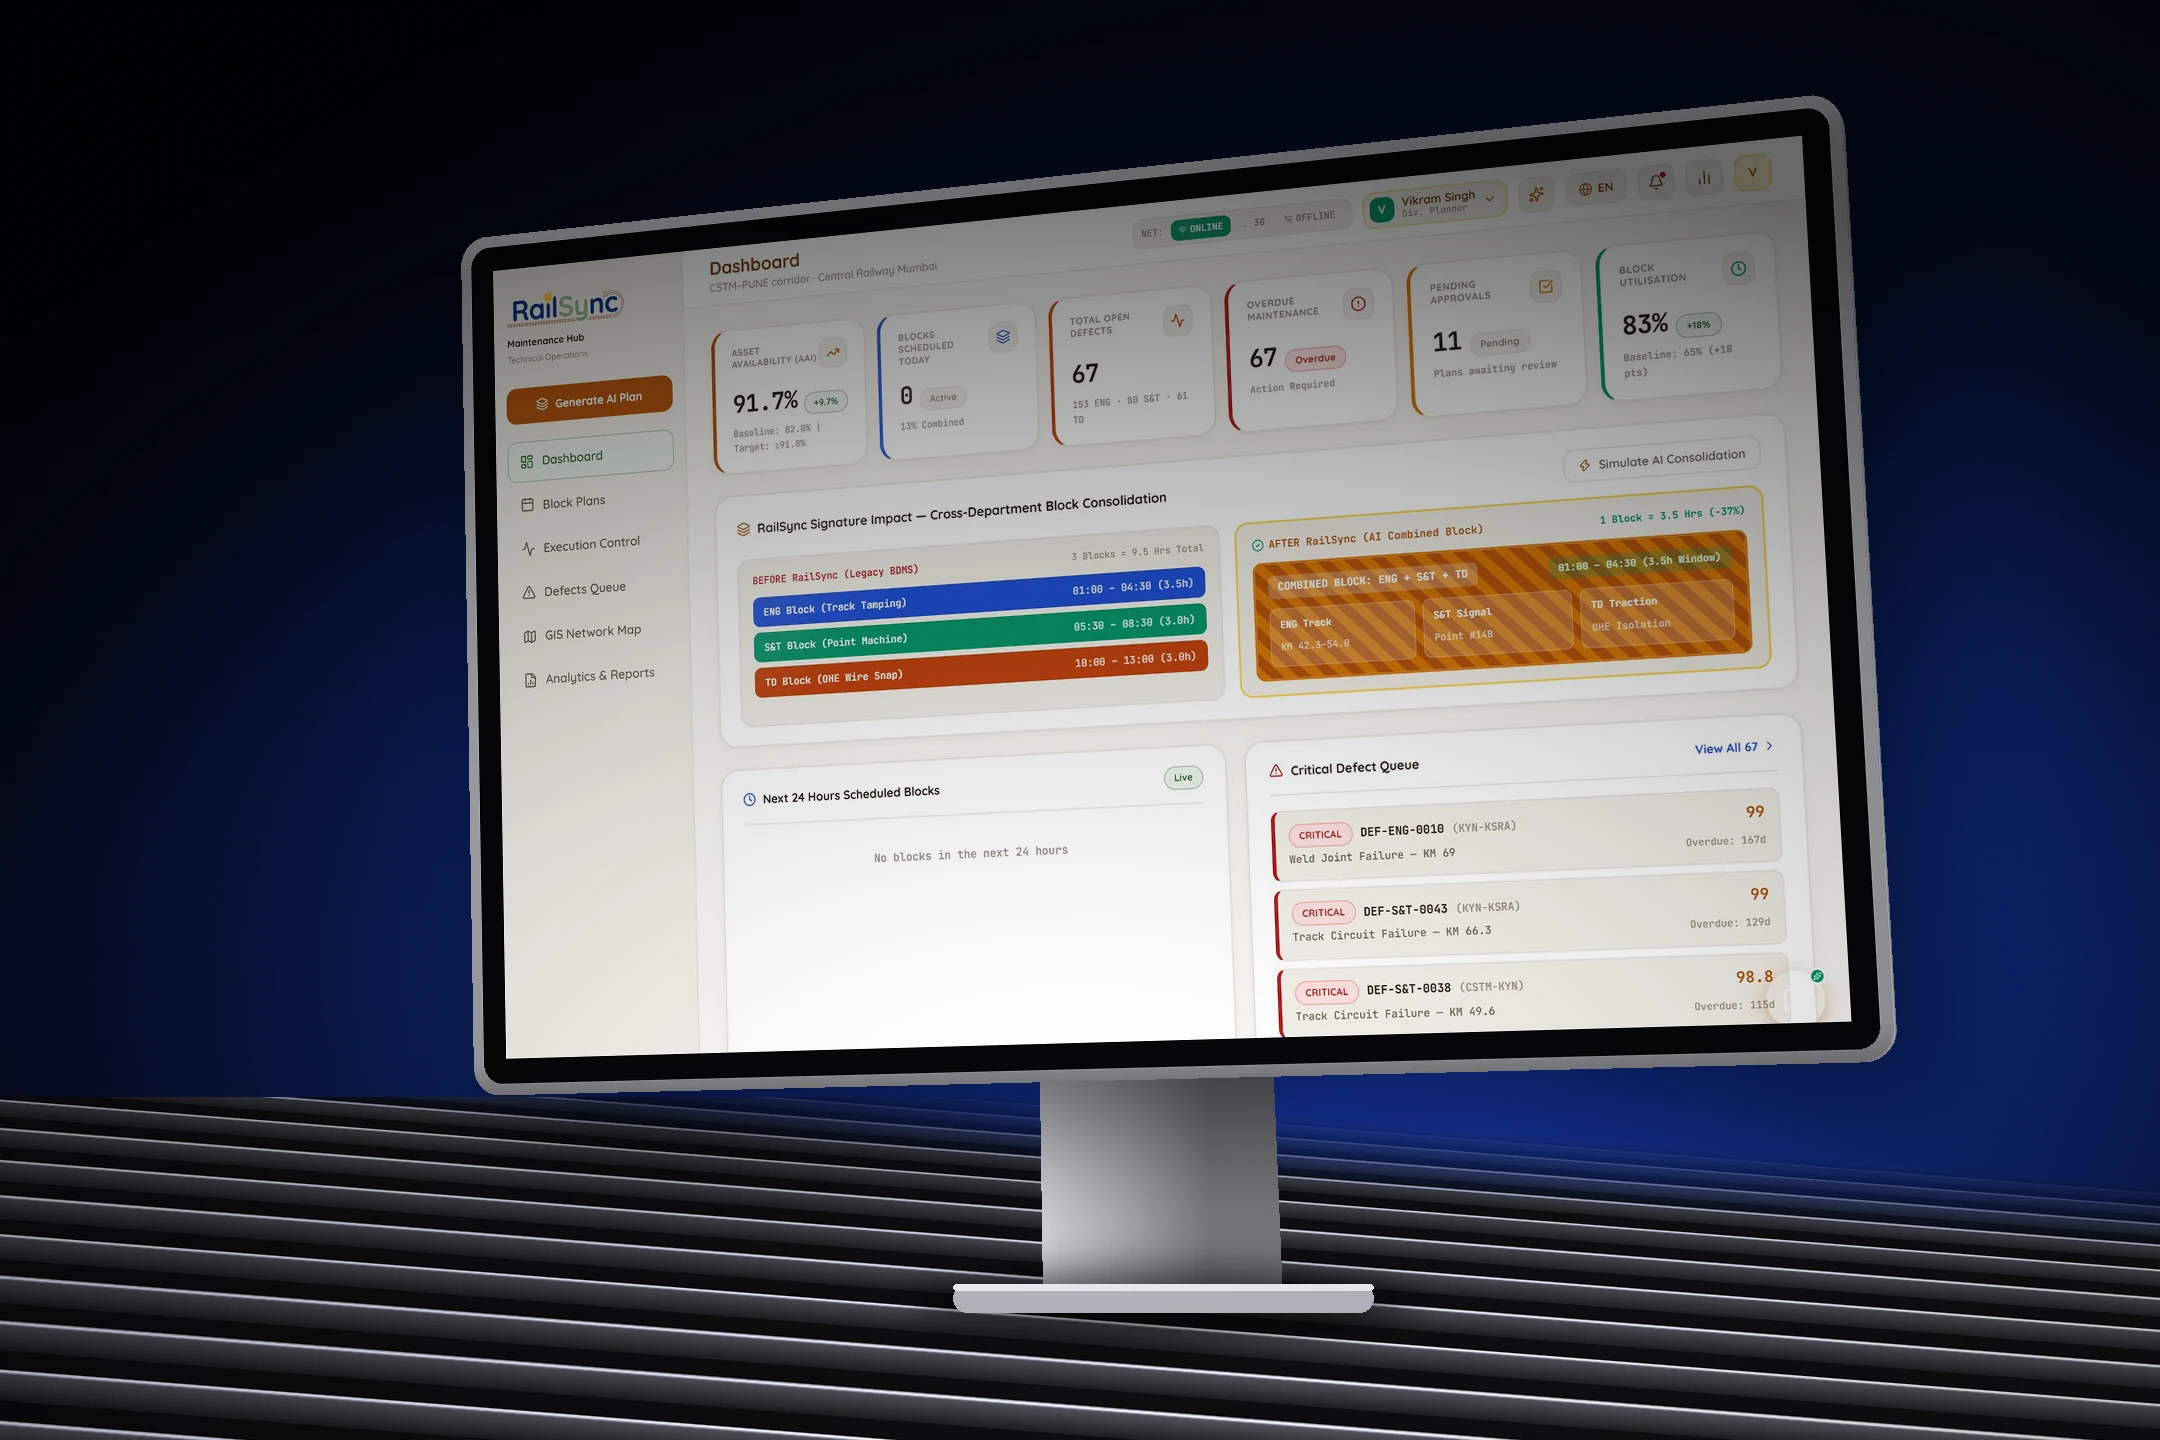 Dashboard
CSTM–PUNE corridor · Central Railway Mumbai
NET: ONLINE . 3G OFFLINE
V Vikram Singh
Div. Planner
EN
V
RailSync
Maintenance Hub
Technical Operations
Generate AI Plan
Dashboard
Block Plans
Execution Control
Defects Queue
GIS Network Map
Analytics & Reports
ASSET
AVAILABILITY (AAI)
91.7% +9.7%
Baseline: 82.0% |
Target: ≥91.0%
BLOCKS
SCHEDULED
TODAY
0 Active
13% Combined
TOTAL OPEN
DEFECTS
67
153 ENG · 80 S&T · 61
TD
OVERDUE
MAINTENANCE
67 Overdue
Action Required
PENDING
APPROVALS
11 Pending
Plans awaiting review
BLOCK
UTILISATION
83% +18%
Baseline: 65% (+18
pts)
RailSync Signature Impact — Cross-Department Block Consolidation
Simulate AI Consolidation
BEFORE RailSync (Legacy BDMS) 3 Blocks = 9.5 Hrs Total
ENG Block (Track Tamping) 01:00 – 04:30 (3.5h)
S&T Block (Point Machine) 05:30 – 08:30 (3.0h)
TD Block (OHE Wire Snap) 10:00 – 13:00 (3.0h)
AFTER RailSync (AI Combined Block) 1 Block = 3.5 Hrs (-37%)
COMBINED BLOCK: ENG + S&T + TD 01:00 – 04:30 (3.5h Window)
ENG Track
KM 42.3–54.0
S&T Signal
Point #14B
TD Traction
OHE Isolation
Next 24 Hours Scheduled Blocks Live
No blocks in the next 24 hours
Critical Defect Queue View All 67
CRITICAL DEF-ENG-0010 (KYN-KSRA) 99
Weld Joint Failure — KM 69 Overdue: 167d
CRITICAL DEF-S&T-0043 (KYN-KSRA) 99
Track Circuit Failure — KM 66.3 Overdue: 129d
CRITICAL DEF-S&T-0038 (CSTM-KYN) 98.8
Track Circuit Failure — KM 49.6 Overdue: 115d